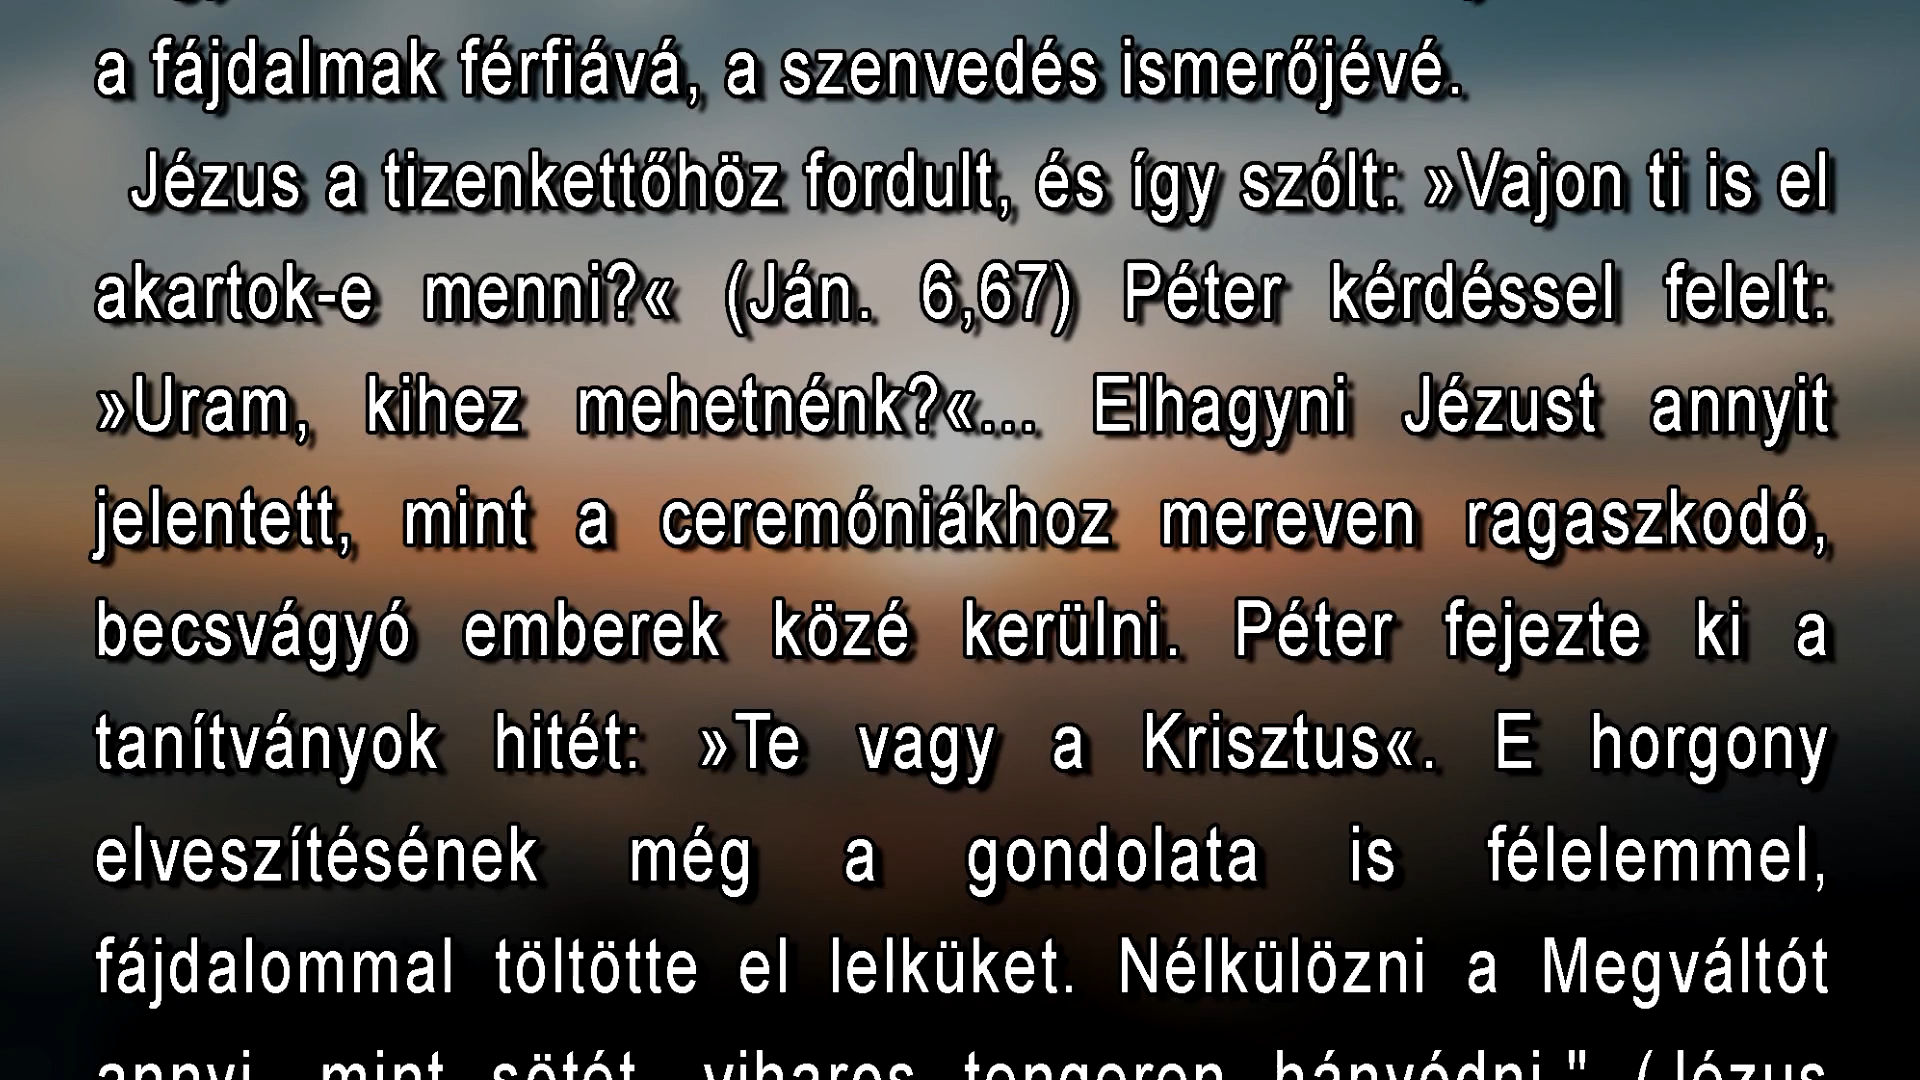 a fájdalmak férfiává, a szenvedés ismerőjévé.
Jézus a tizenkettőhöz fordult, és így szólt: »Vajon ti is el
akartok-e menni?« (Ján. 6,67) Péter kérdéssel felelt:
»Uram, kihez mehetnénk?«... Elhagyni Jézust annyit
jelentett, mint a ceremóniákhoz mereven ragaszkodó,
becsvágyó emberek közé kerülni. Péter fejezte ki a
tanítványok hitét: »Te vagy a Krisztus«. E horgony
elveszítésének még a gondolata is félelemmel,
fájdalommal töltötte el lelküket. Nélkülözni a Megváltót
annyi, mint sötét, viharos tengeren hányódni." (Jézus